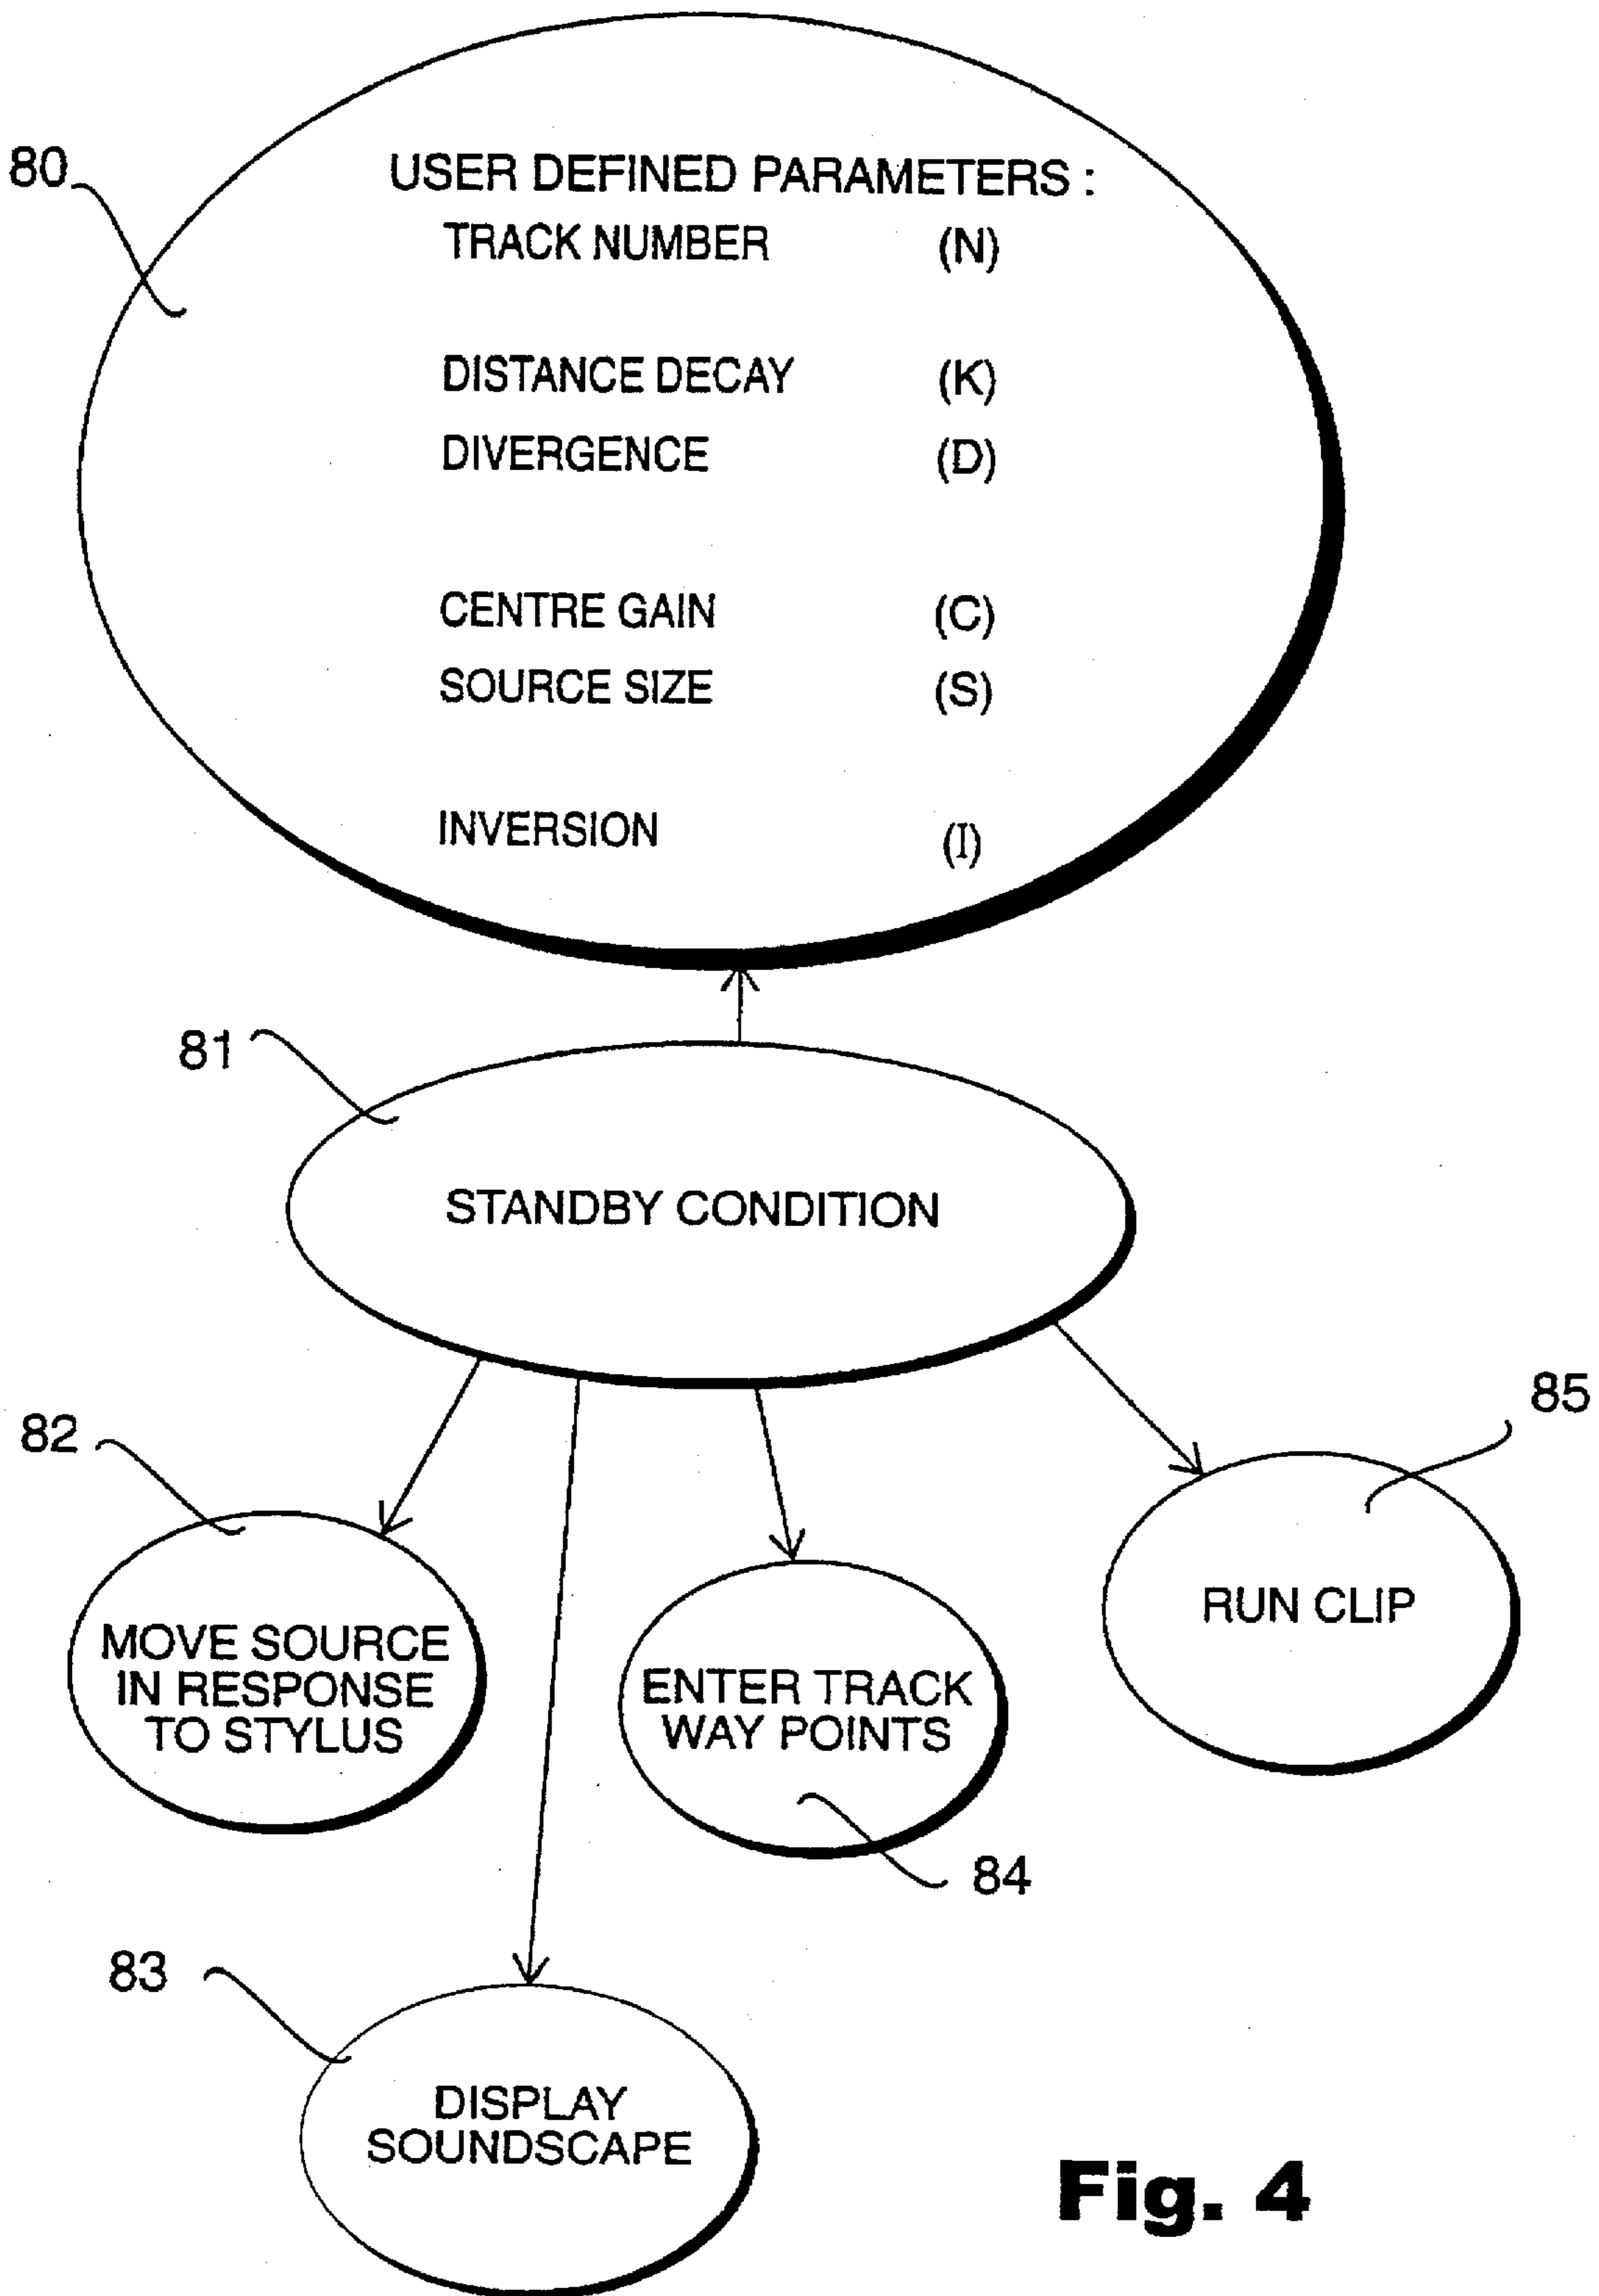 80
USER DEFINED PARAMETERS :
TRACK NUMBER (N)
DISTANCE DECAY (K)
DIVERGENCE (D)
CENTRE GAIN (C)
SOURCE SIZE (S)
INVERSION (I)
81
STANDBY CONDITION
82
MOVE SOURCE
IN RESPONSE
TO STYLUS
85
RUN CLIP
ENTER TRACK
WAY POINTS
84
83
DISPLAY
SOUNDSCAPE
Fig. 4